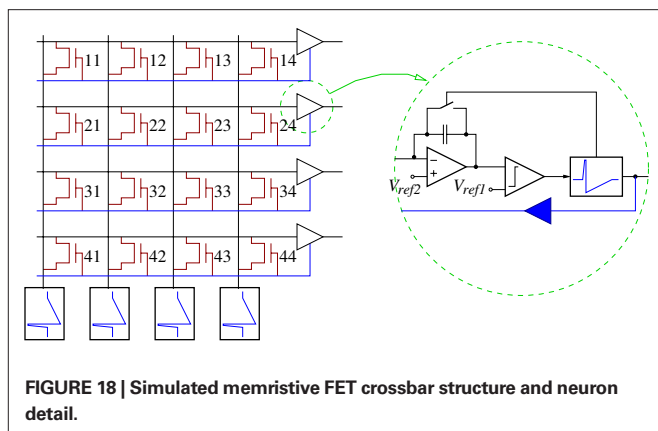 11 12 13 14
21 22 23 24
31 32 33 34
41 42 43 44
− +
Vref2 Vref1
FIGURE 18 | Simulated memristive FET crossbar structure and neuron
detail.